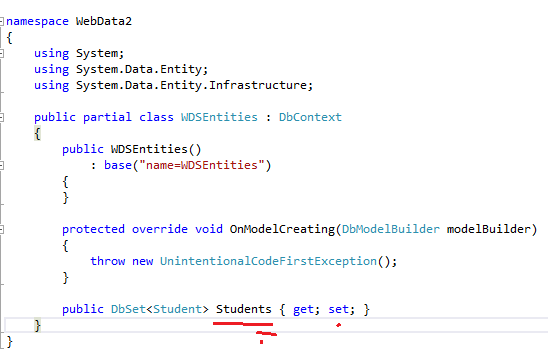 namespace WebData2
{
using System;
using System.Data.Entity;
using System.Data.Entity.Infrastructure;
public partial class WDSEntities : DbContext
{
public WDSEntities()
: base("name=WDSEntities")
{
}
protected override void OnModelCreating(DbModelBuilder modelBuilder)
{
throw new UnintentionalCodeFirstException();
}
public DbSet<Student> Students { get; set; }
}
}